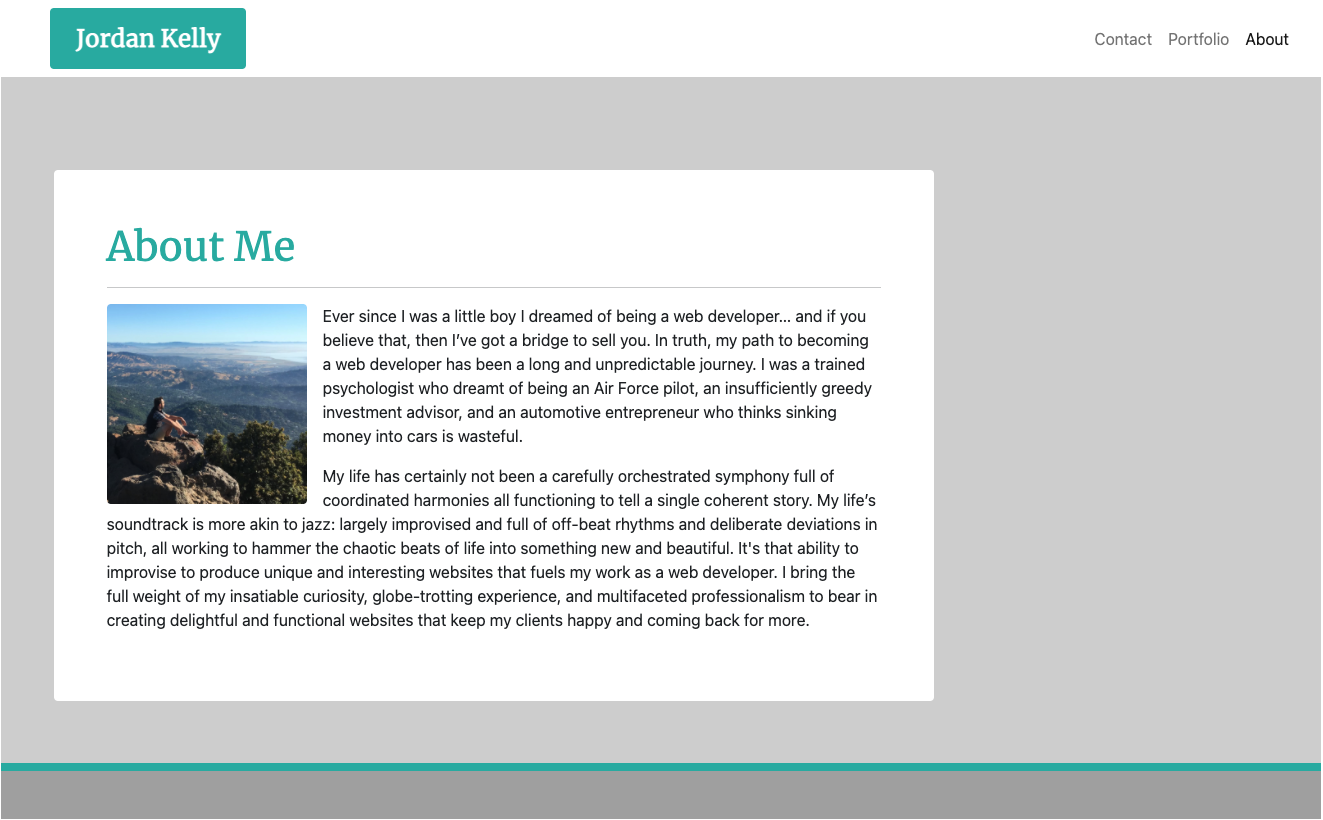 Jordan Kelly
Contact Portfolio About
About Me
Ever since I was a little boy I dreamed of being a web developer... and if you
believe that, then I’ve got a bridge to sell you. In truth, my path to becoming
a web developer has been a long and unpredictable journey. I was a trained
psychologist who dreamt of being an Air Force pilot, an insufficiently greedy
investment advisor, and an automotive entrepreneur who thinks sinking
money into cars is wasteful.
My life has certainly not been a carefully orchestrated symphony full of
coordinated harmonies all functioning to tell a single coherent story. My life’s
soundtrack is more akin to jazz: largely improvised and full of off-beat rhythms and deliberate deviations in
pitch, all working to hammer the chaotic beats of life into something new and beautiful. It's that ability to
improvise to produce unique and interesting websites that fuels my work as a web developer. I bring the
full weight of my insatiable curiosity, globe-trotting experience, and multifaceted professionalism to bear in
creating delightful and functional websites that keep my clients happy and coming back for more.